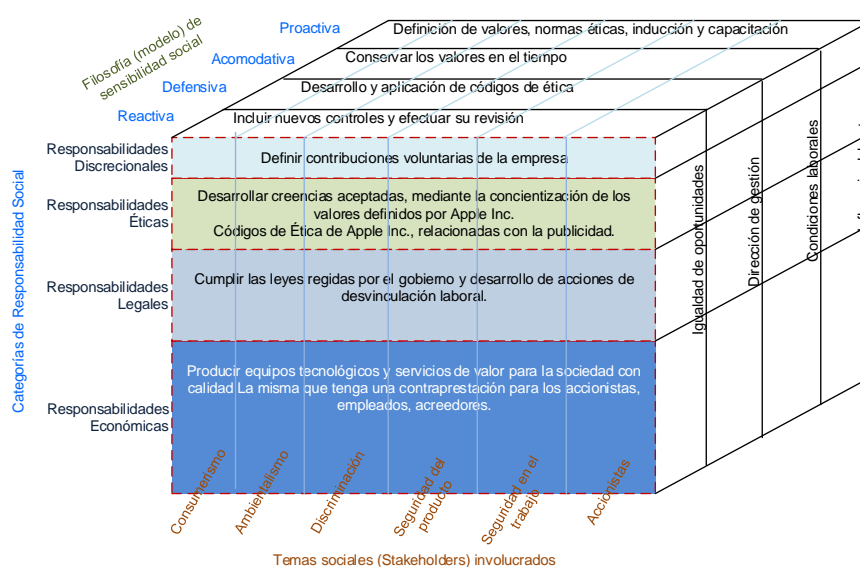 Filosofía (modelo) de
sensibilidad social
Proactiva
Definición de valores, normas éticas, inducción y capacitación
Acomodativa
Conservar los valores en el tiempo
Defensiva
Desarrollo y aplicación de códigos de ética
Reactiva
Incluir nuevos controles y efectuar su revisión
Categorías de Responsabilidad Social
Responsabilidades
Discrecionales
Definir contribuciones voluntarias de la empresa
Responsabilidades
Éticas
Desarrollar creencias aceptadas, mediante la concientización de los
valores definidos por Apple Inc.
Códigos de Ética de Apple Inc., relacionadas con la publicidad.
Responsabilidades
Legales
Cumplir las leyes regidas por el gobierno y desarrollo de acciones de
desvinculación laboral.
Responsabilidades
Económicas
Producir equipos tecnológicos y servicios de valor para la sociedad con
calidad La misma que tenga una contraprestación para los accionistas,
empleados, acreedores.
Igualdad de oportunidades
Dirección de gestión
Condiciones laborales
Consumerismo
Ambientalismo
Discriminación
Seguridad del
producto
Seguridad en el
trabajo
Accionistas
Temas sociales (Stakeholders) involucrados